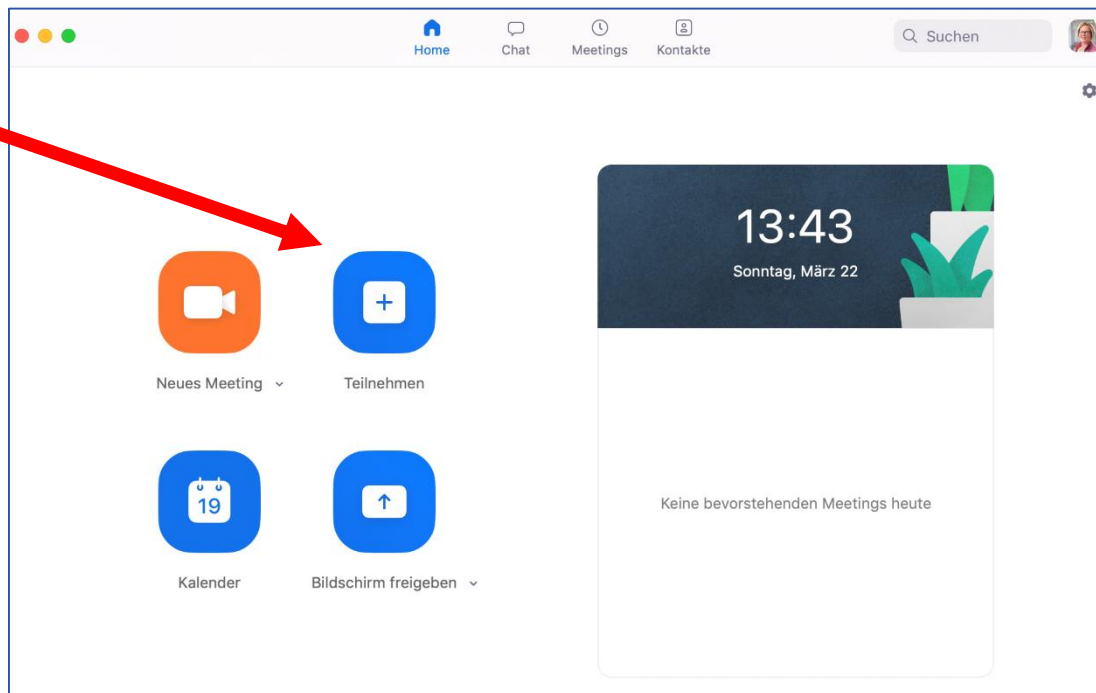 Home Chat Meetings Kontakte Suchen
13:43
Sonntag, März 22
Neues Meeting Teilnehmen
19
Kalender Bildschirm freigeben
Keine bevorstehenden Meetings heute